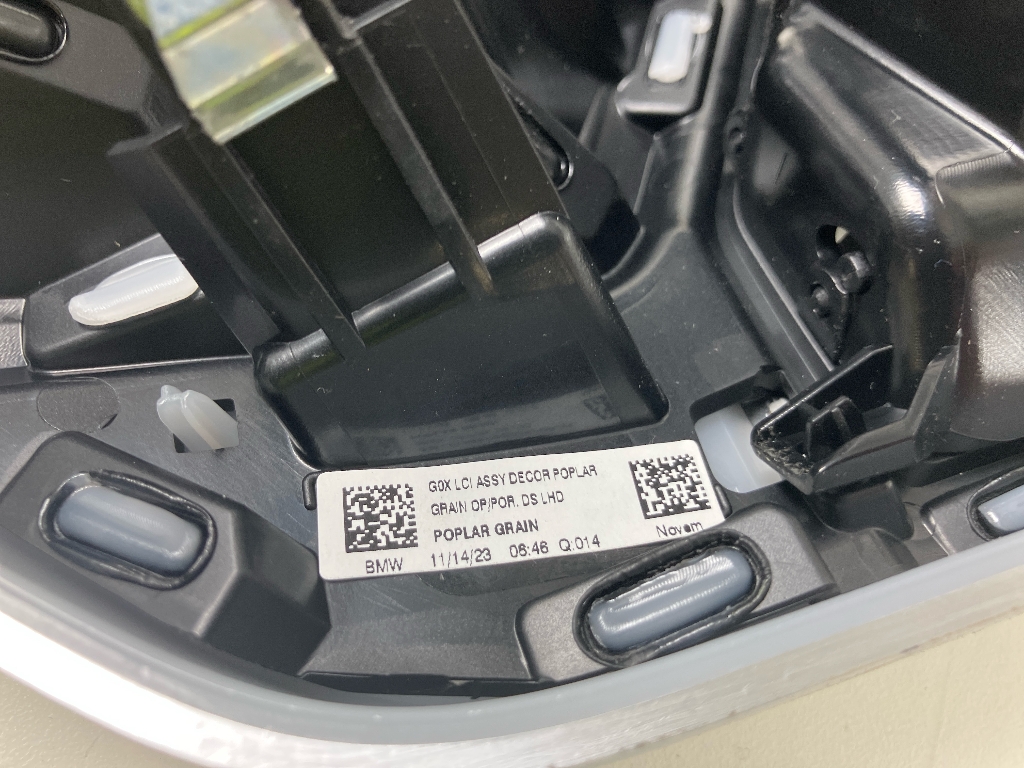 G0X LCI ASSY DECOR POPLAR
GRAIN OP/POR. DS LHD
POPLAR GRAIN
BMW 11/14/23 06:46 Q:014 Novem